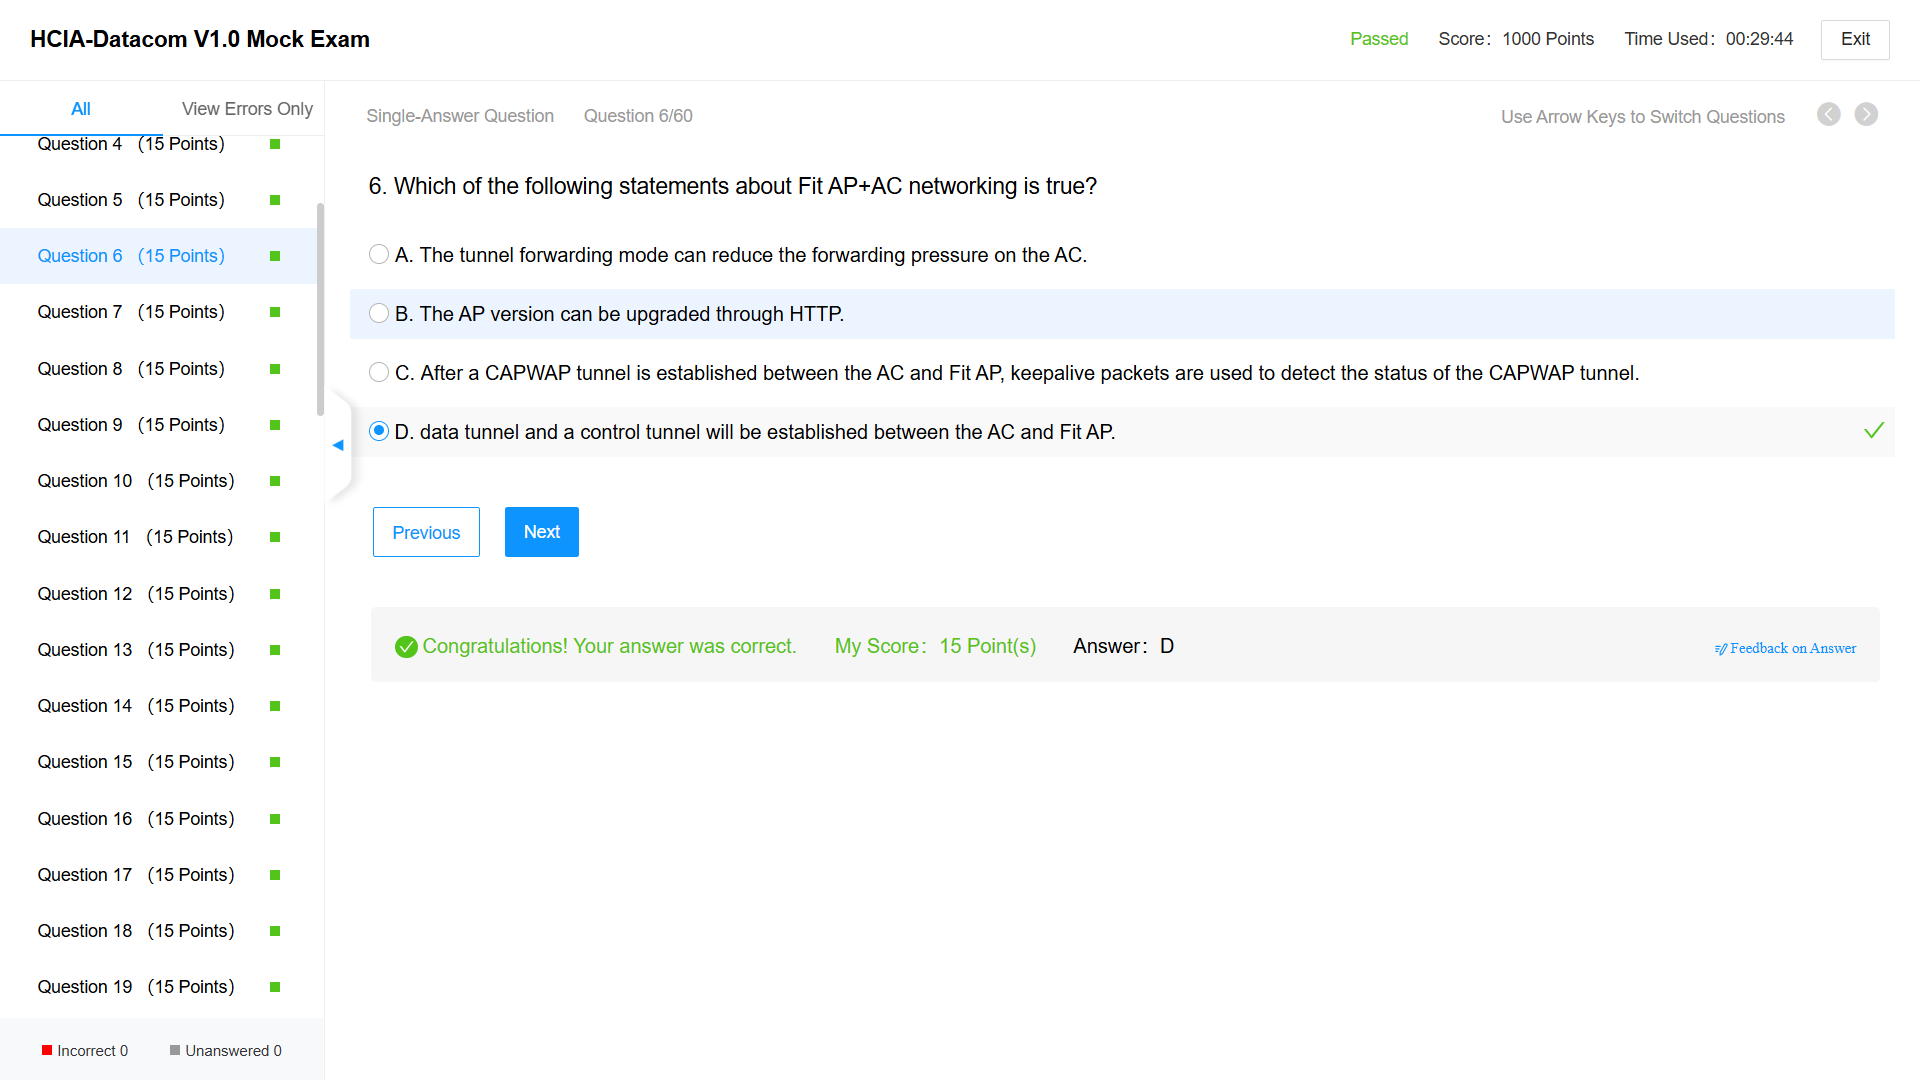 HCIA-Datacom V1.0 Mock Exam
Passed Score: 1000 Points Time Used: 00:29:44 Exit
All View Errors Only
Question 4 (15 Points)
Question 5 (15 Points)
Question 6 (15 Points)
Question 7 (15 Points)
Question 8 (15 Points)
Question 9 (15 Points)
Question 10 (15 Points)
Question 11 (15 Points)
Question 12 (15 Points)
Question 13 (15 Points)
Question 14 (15 Points)
Question 15 (15 Points)
Question 16 (15 Points)
Question 17 (15 Points)
Question 18 (15 Points)
Question 19 (15 Points)
Incorrect 0 Unanswered 0
Single-Answer Question Question 6/60
Use Arrow Keys to Switch Questions
6. Which of the following statements about Fit AP+AC networking is true?
A. The tunnel forwarding mode can reduce the forwarding pressure on the AC.
B. The AP version can be upgraded through HTTP.
C. After a CAPWAP tunnel is established between the AC and Fit AP, keepalive packets are used to detect the status of the CAPWAP tunnel.
D. data tunnel and a control tunnel will be established between the AC and Fit AP.
Previous Next
Congratulations! Your answer was correct. My Score: 15 Point(s) Answer: D
Feedback on Answer